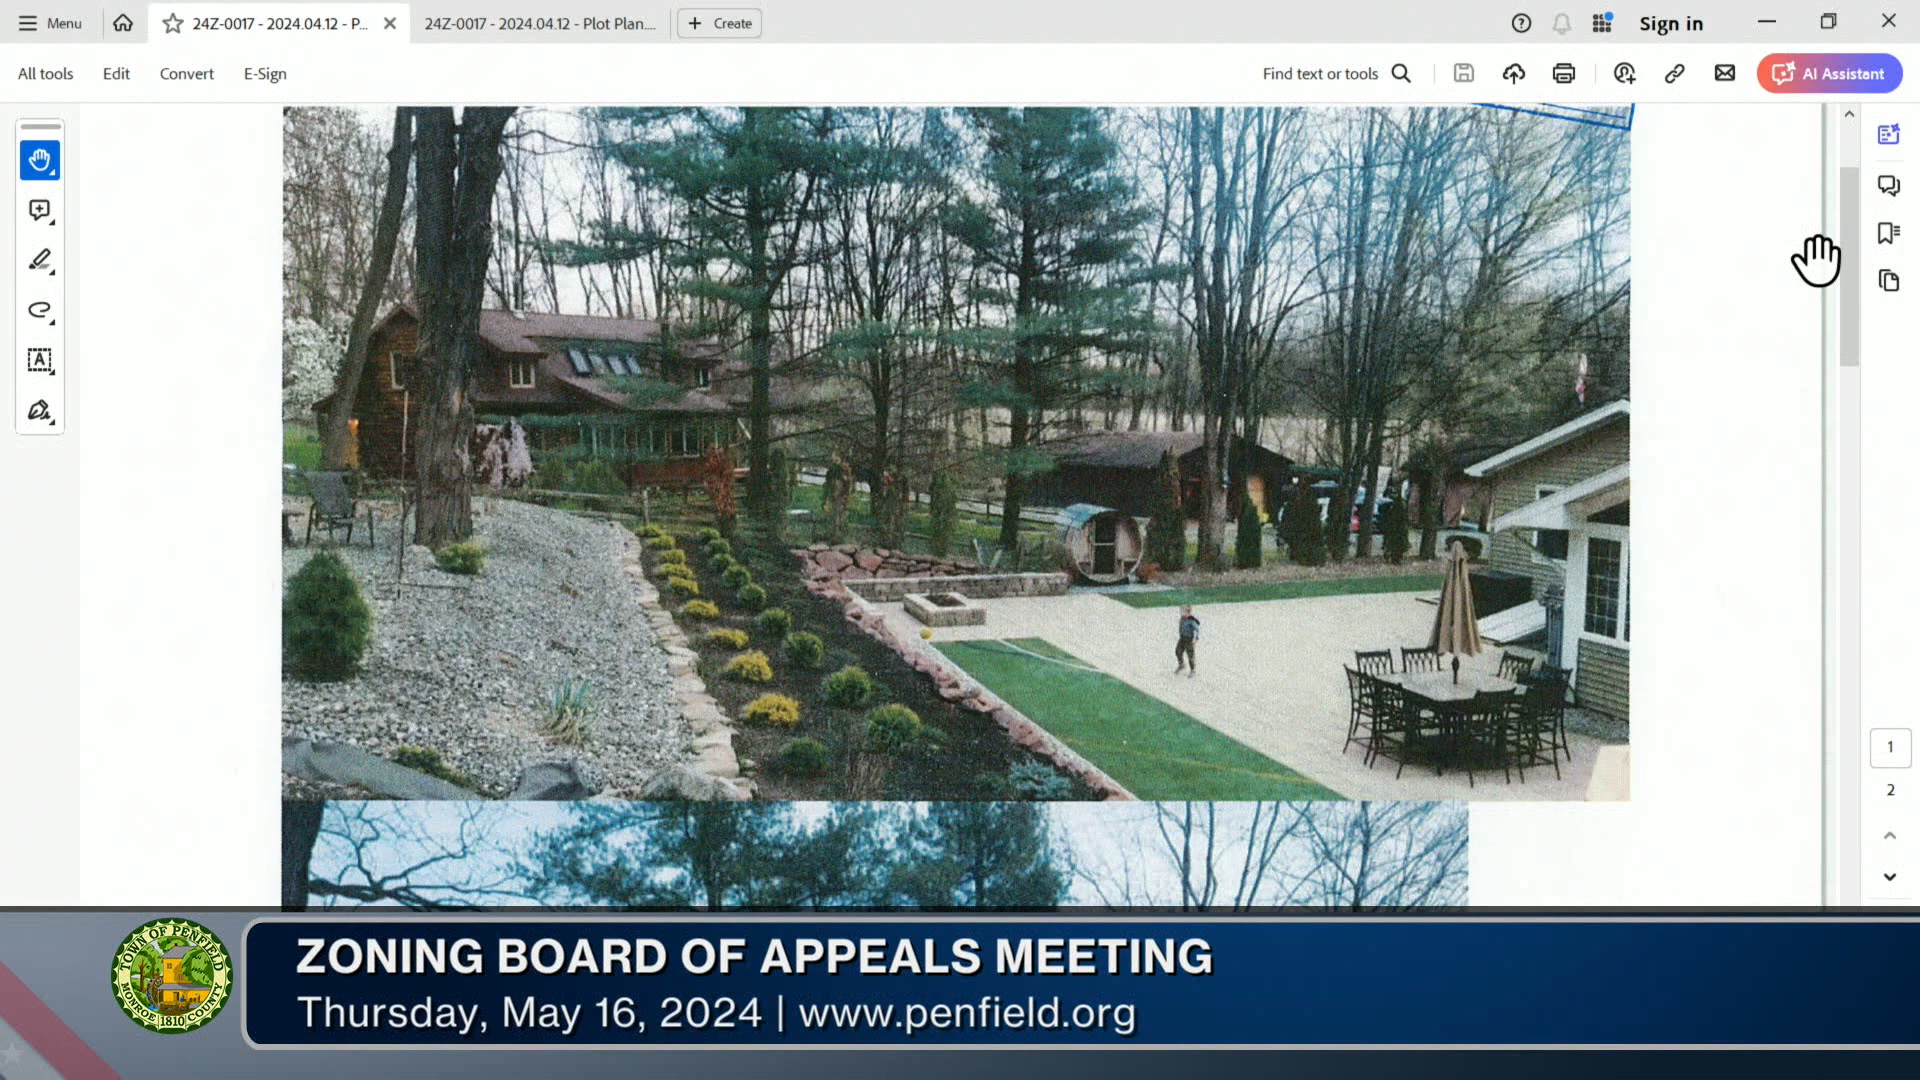 Menu
24Z-0017 - 2024.04.12 - P...
24Z-0017 - 2024.04.12 - Plot Plan....
Create
Sign in
All tools
Edit
Convert
E-Sign
Find text or tools
AI Assistant
A
1
2
TOWN OF PENFIELD
MONROE 1810 COUNTY
ZONING BOARD OF APPEALS MEETING
Thursday, May 16, 2024 | www.penfield.org